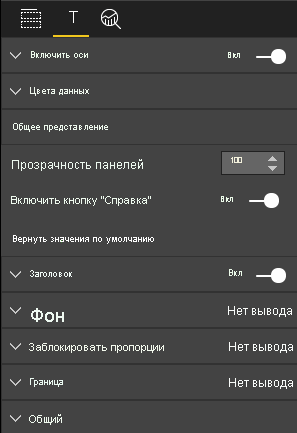 T
Включить оси Вкл
Цвета данных
Общее представление
Прозрачность панелей 100
Включить кнопку "Справка" Вкл
Вернуть значения по умолчанию
Заголовок Вкл
Фон Нет вывода
Заблокировать пропорции Нет вывода
Граница Нет вывода
Общий